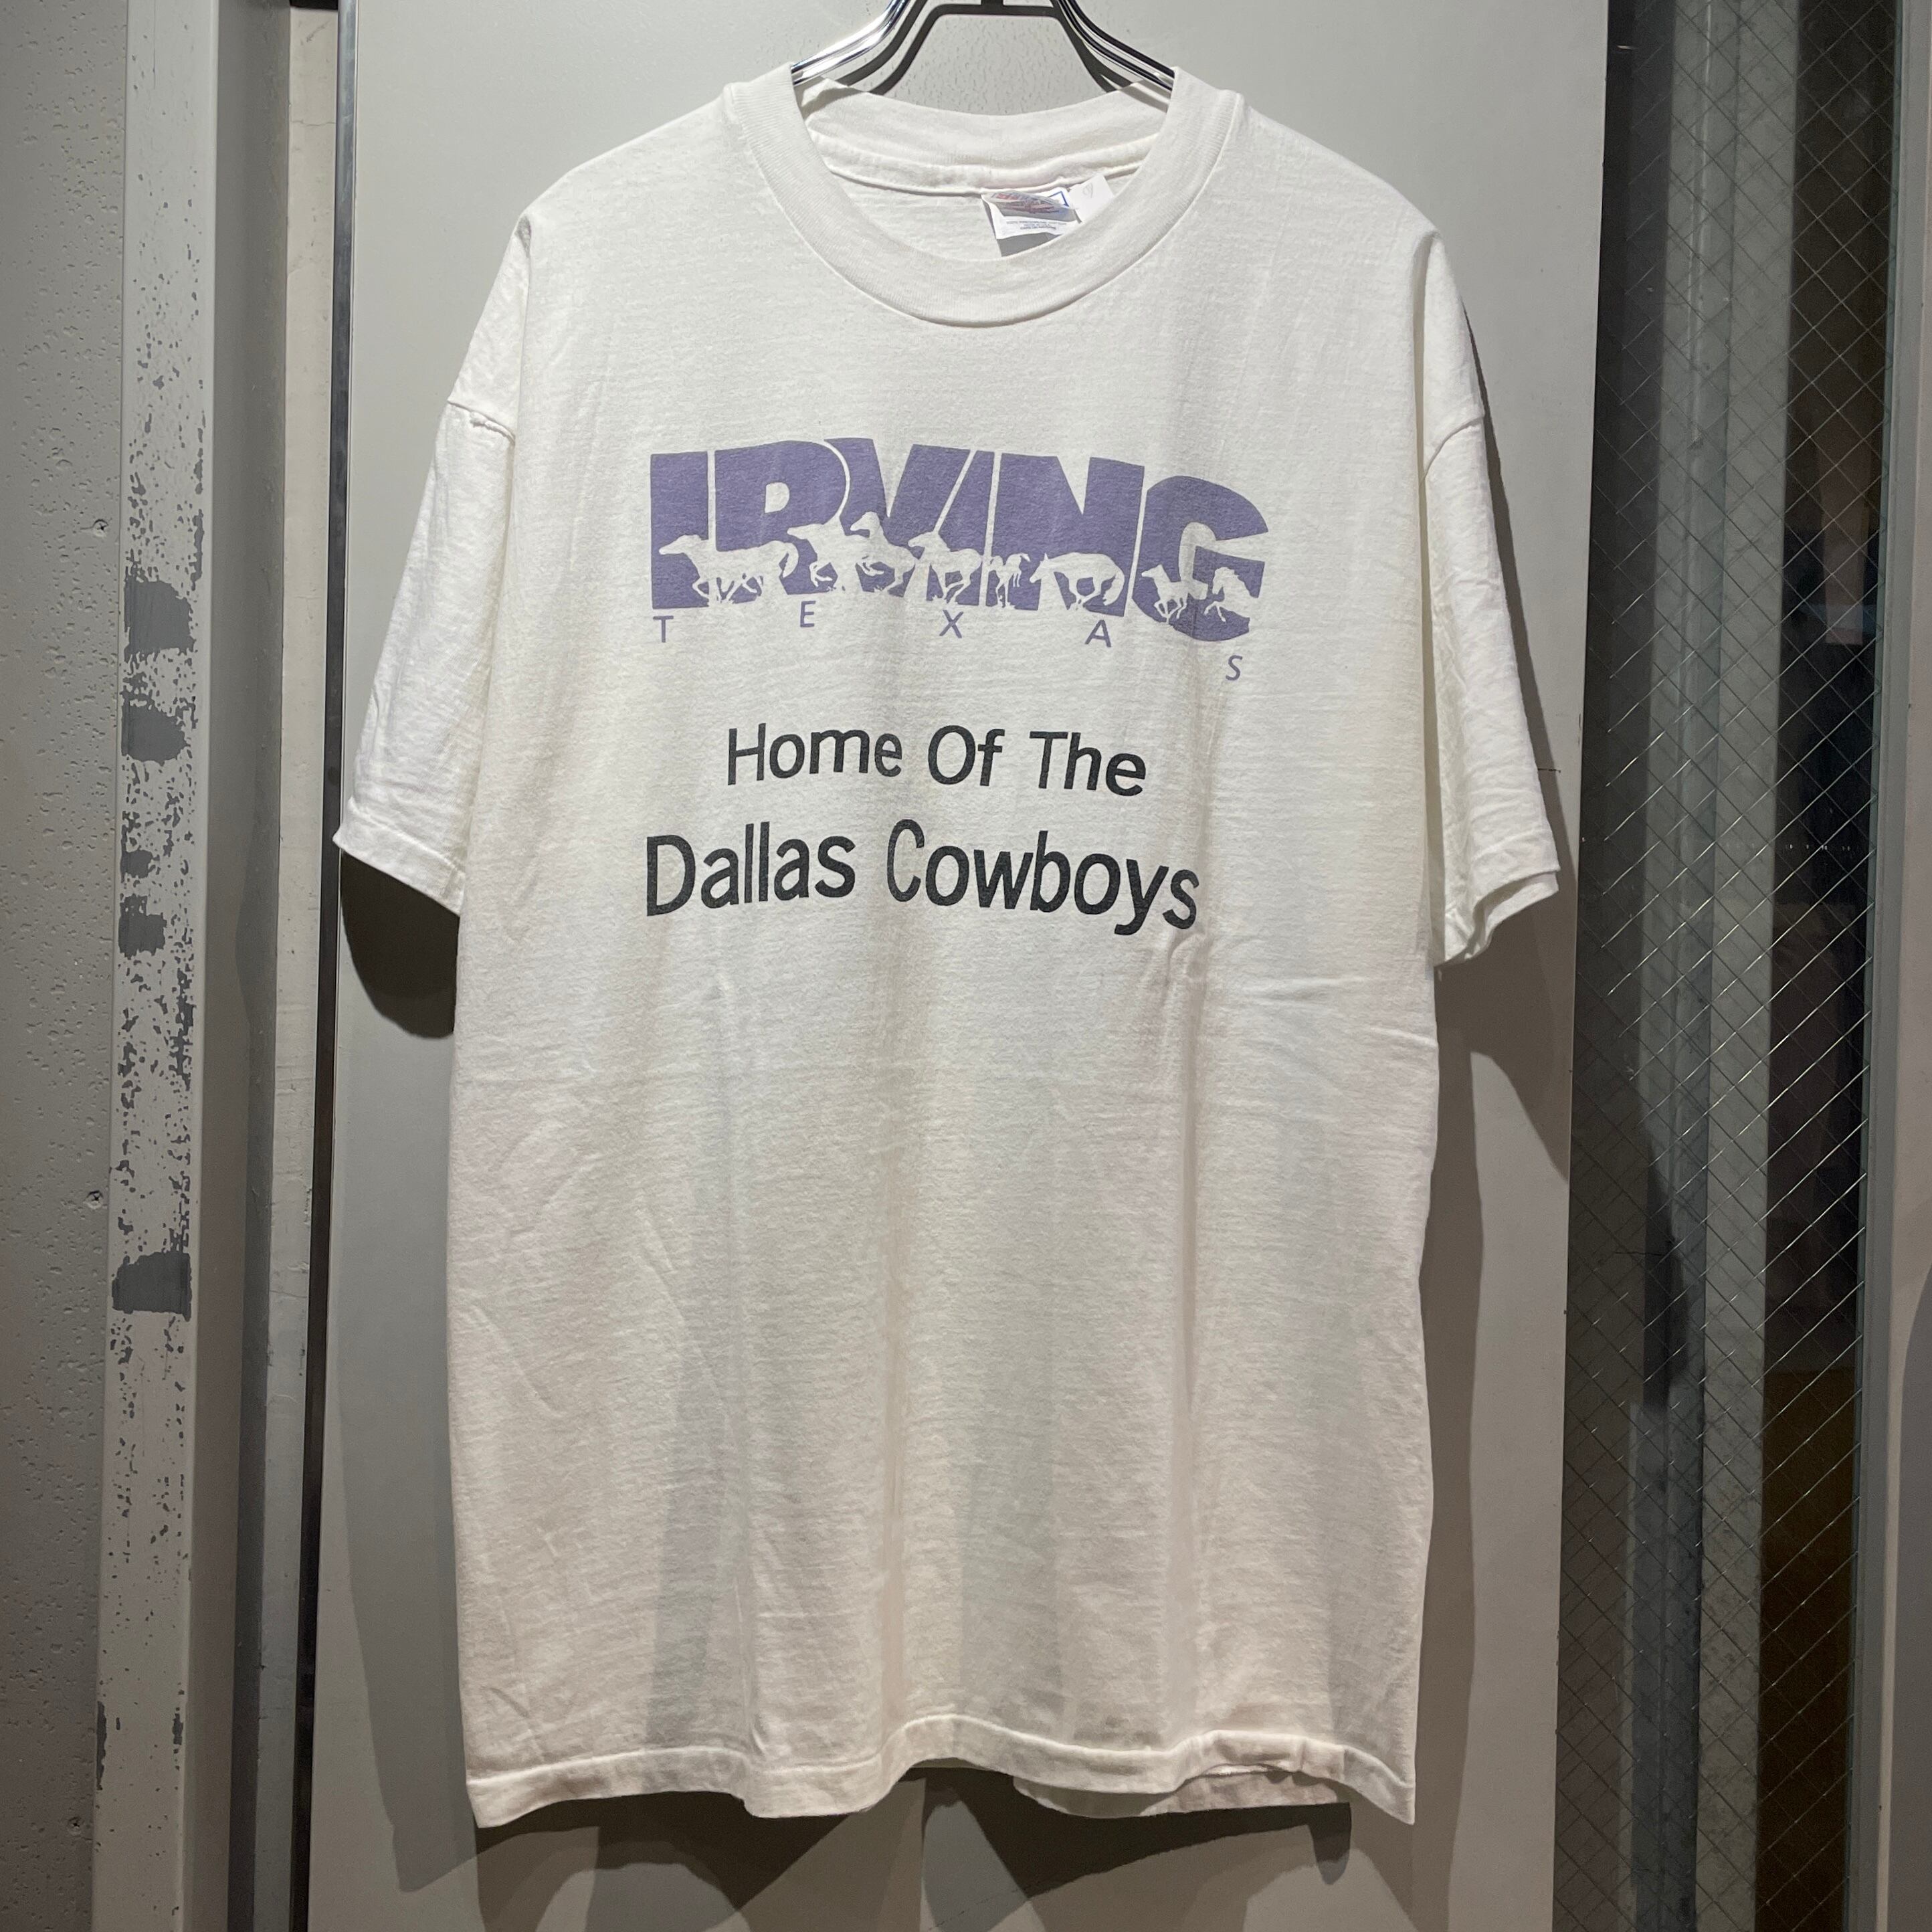 IRVING
TEXAS
Home Of The
Dallas Cowboys